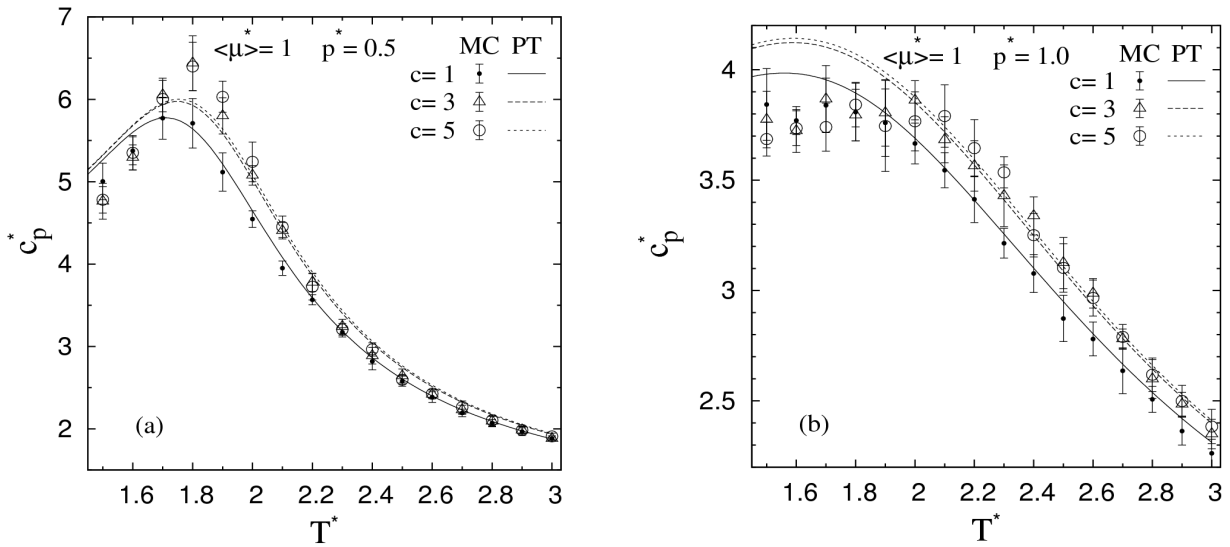 7
6
5
4
3
2
c*p
1.6 1.8 2 2.2 2.4 2.6 2.8 3
T*
<μ*>= 1 p*= 0.5
MC PT
c= 1
c= 3
c= 5
(a)
4
3.5
3
2.5
c*p
1.6 1.8 2 2.2 2.4 2.6 2.8 3
T*
<μ*>= 1 p*= 1.0
MC PT
c= 1
c= 3
c= 5
(b)